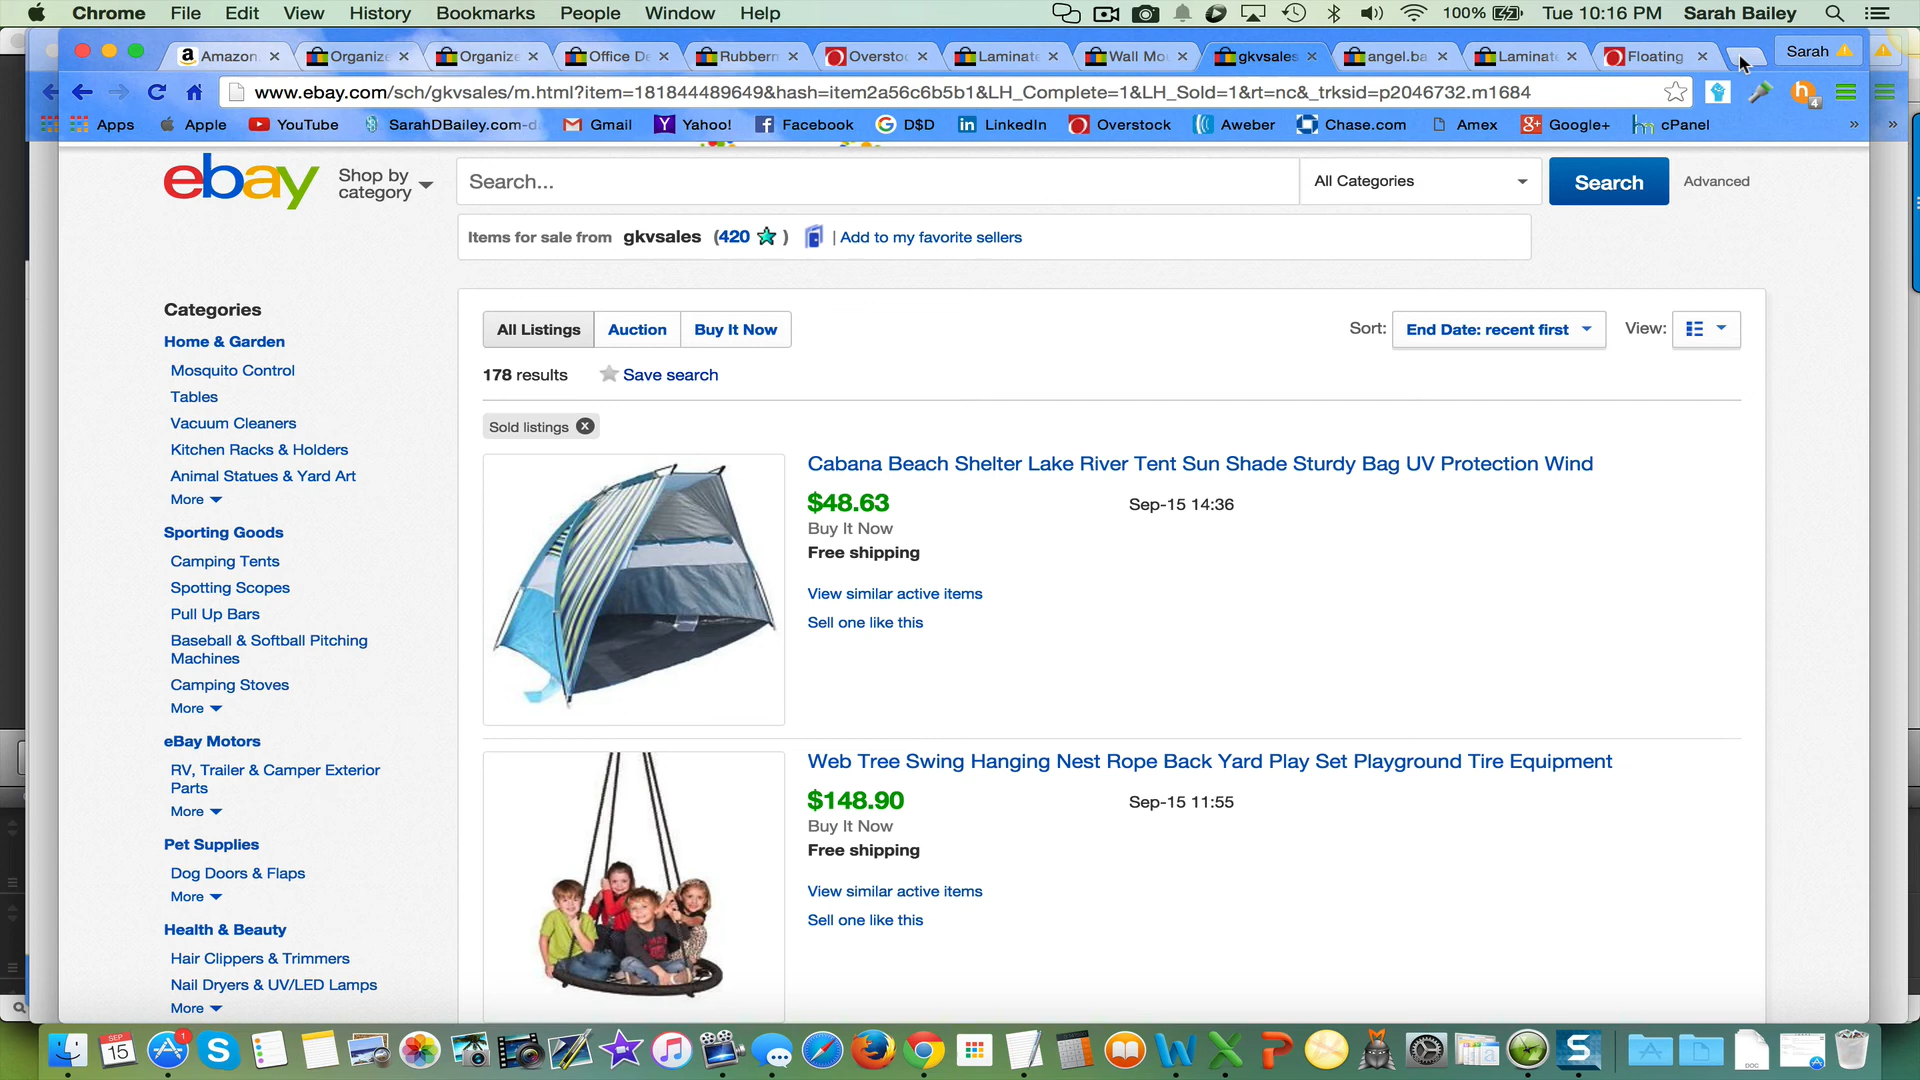 Chrome File Edit View History Bookmarks People Window Help 100% Tue 10:16 PM Sarah Bailey
Amazon Organize Organize Office De Rubberm Overstoc Laminate Wall Mo gkvsales angel.ba Laminate Floating Sarah
www.ebay.com/sch/gkvsales/m.html?item=181844489649&hash=item2a56c6b5b1&LH_Complete=1&LH_Sold=1&rt=nc&_trksid=p2046732.m1684
4
Apps Apple YouTube SarahDBailey.com-d Gmail Yahoo! Facebook D$D LinkedIn Overstock Aweber Chase.com Amex Google+ cPanel »
ebay Shop by category Search... All Categories Search Advanced
Items for sale from gkvsales (420 ) | Add to my favorite sellers
Categories
Home & Garden
Mosquito Control
Tables
Vacuum Cleaners
Kitchen Racks & Holders
Animal Statues & Yard Art
More
Sporting Goods
Camping Tents
Spotting Scopes
Pull Up Bars
Baseball & Softball Pitching
Machines
Camping Stoves
More
eBay Motors
RV, Trailer & Camper Exterior
Parts
More
Pet Supplies
Dog Doors & Flaps
More
Health & Beauty
Hair Clippers & Trimmers
Nail Dryers & UV/LED Lamps
More
All Listings Auction Buy It Now Sort: End Date: recent first View:
178 results Save search
Sold listings
Cabana Beach Shelter Lake River Tent Sun Shade Sturdy Bag UV Protection Wind
$48.63 Sep-15 14:36
Buy It Now
Free shipping
View similar active items
Sell one like this
Web Tree Swing Hanging Nest Rope Back Yard Play Set Playground Tire Equipment
$148.90 Sep-15 11:55
Buy It Now
Free shipping
View similar active items
Sell one like this
SEP
15
1
DOC